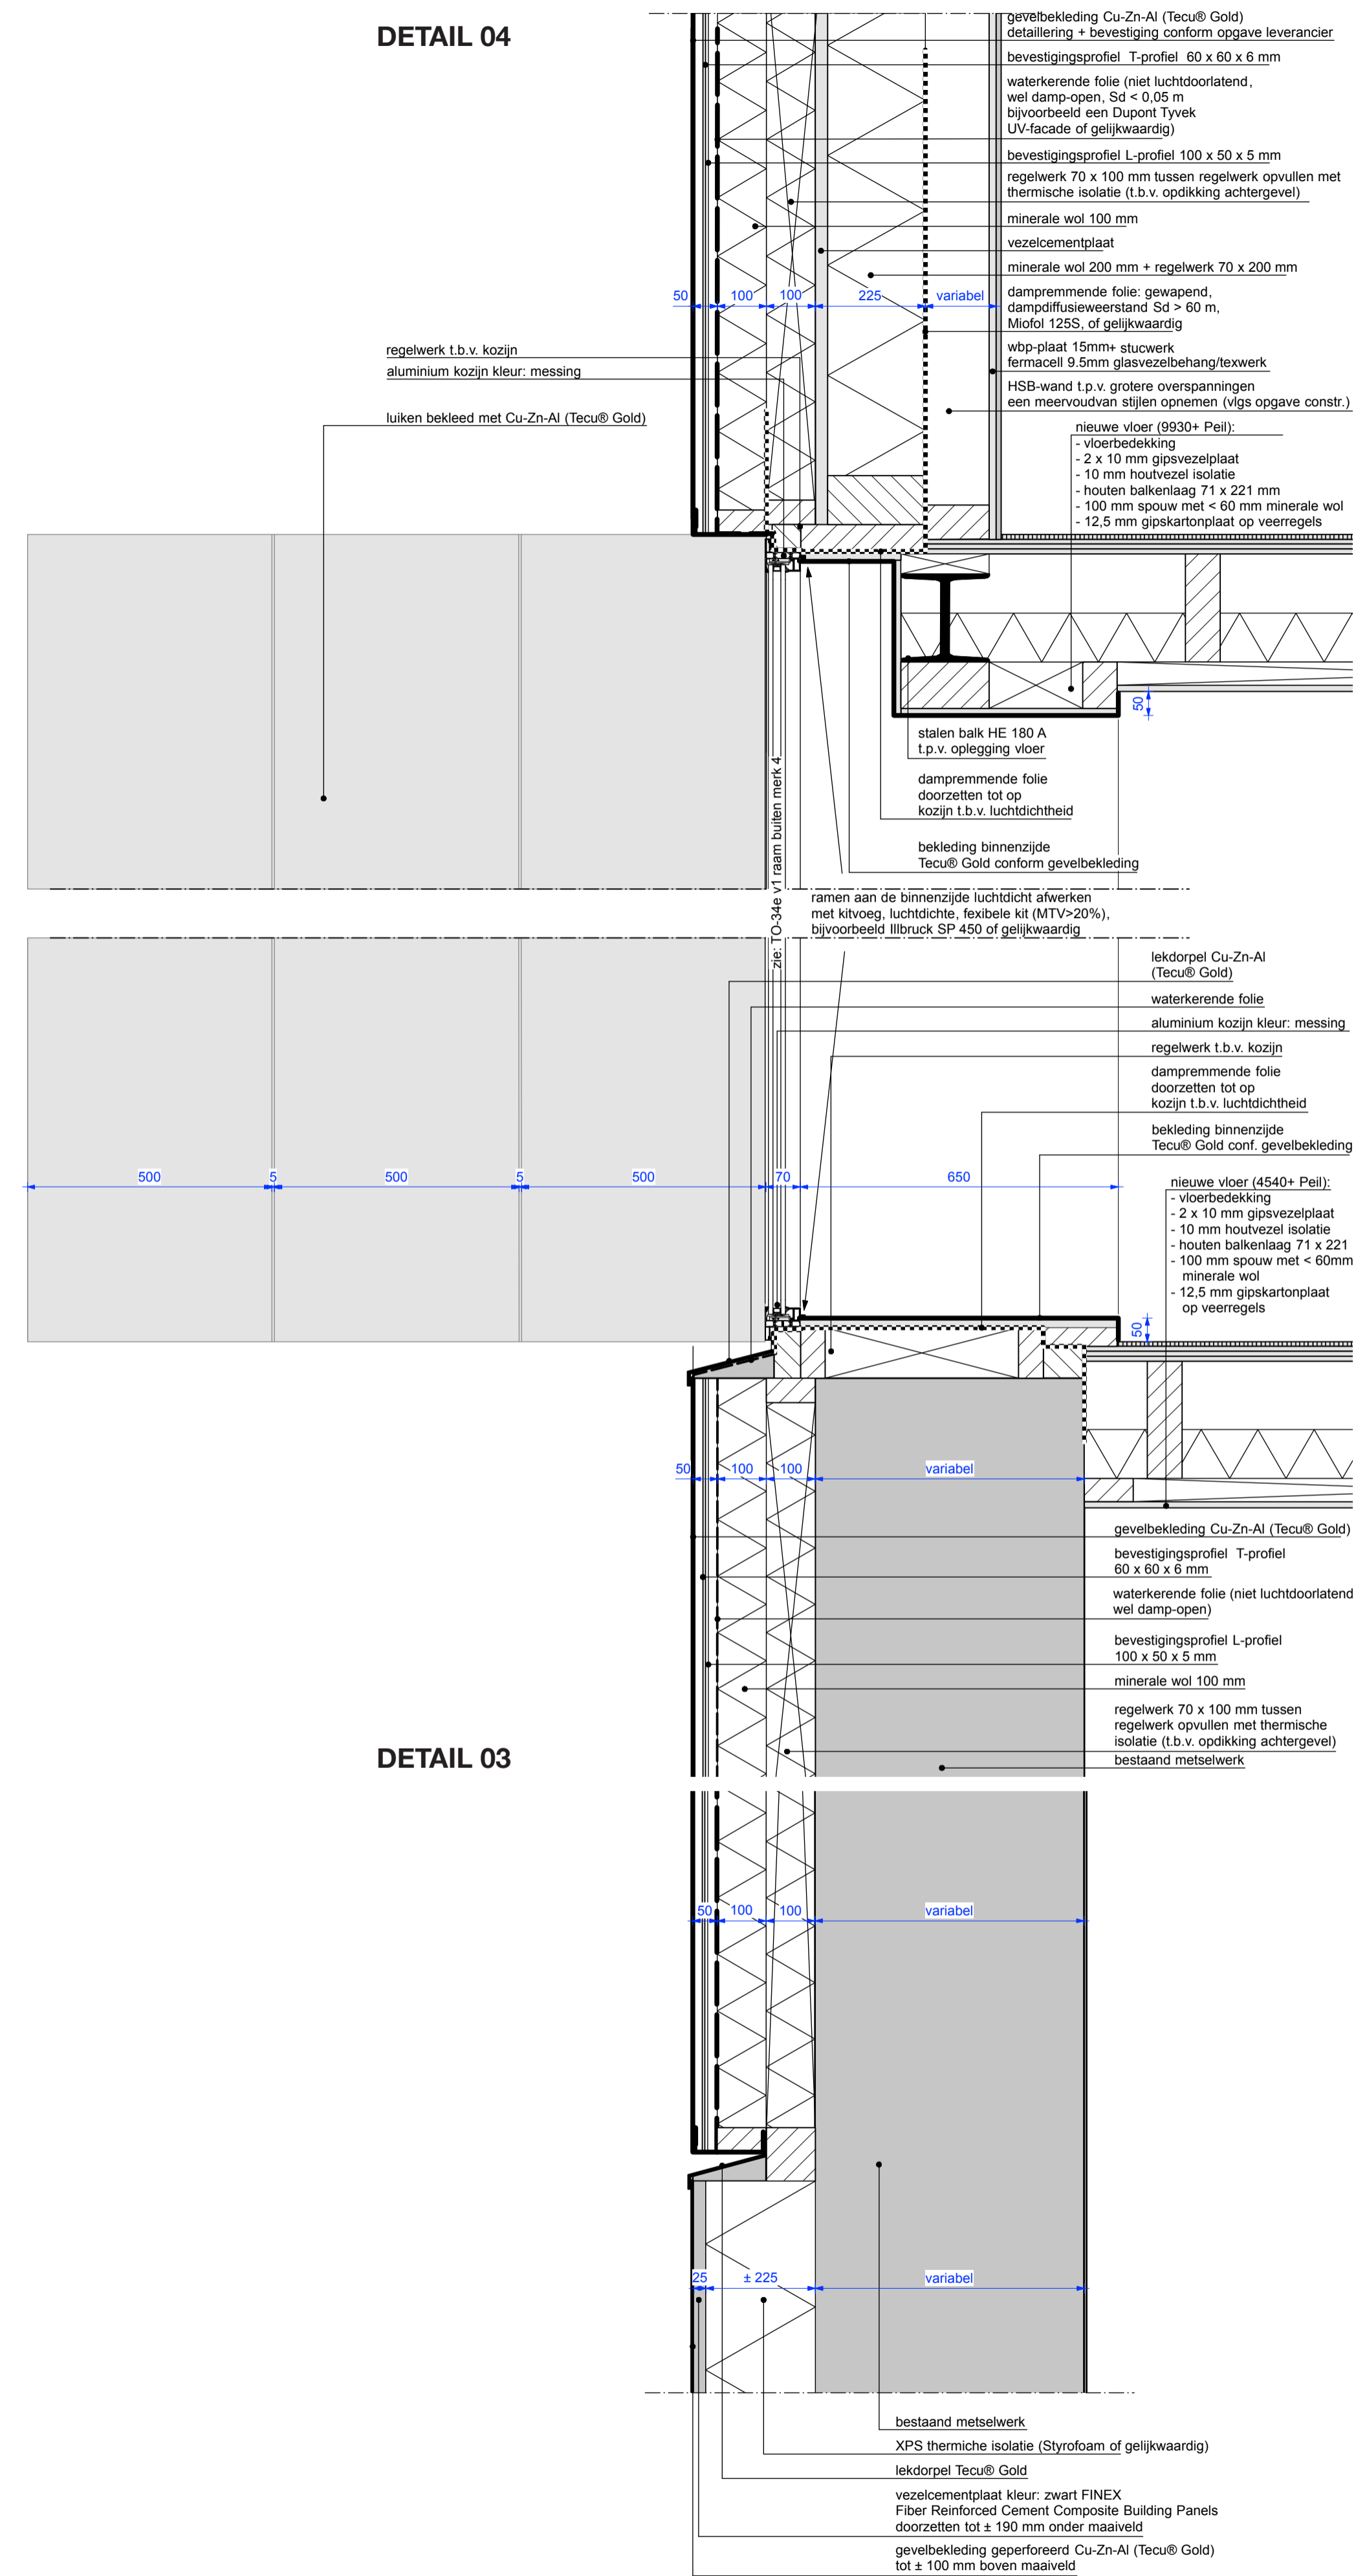 DETAIL 04
gevelbekleding Cu-Zn-Al (Tecu® Gold)
detaillering + bevestiging conform opgave leverancier
bevestigingsprofiel T-profiel 60 x 60 x 6 mm
waterkerende folie (niet luchtdoorlatend,
wel damp-open, Sd < 0,05 m
bijvoorbeeld een Dupont Tyvek
UV-facade of gelijkwaardig)
bevestigingsprofiel L-profiel 100 x 50 x 5 mm
regelwerk 70 x 100 mm tussen regelwerk opvullen met
thermische isolatie (t.b.v. opdikking achtergevel)
minerale wol 100 mm
vezelcementplaat
minerale wol 200 mm + regelwerk 70 x 200 mm
50
100
100
225
variabel
dampremmende folie: gewapend,
dampdiffusieweerstand Sd > 60 m,
Miofol 125S, of gelijkwaardig
wbp-plaat 15mm+ stucwerk
fermacell 9.5mm glasvezelbehang/texwerk
HSB-wand t.p.v. grotere overspanningen
een meervoudvan stijlen opnemen (vlgs opgave constr.)
regelwerk t.b.v. kozijn
aluminium kozijn kleur: messing
luiken bekleed met Cu-Zn-Al (Tecu® Gold)
nieuwe vloer (9930+ Peil):
- vloerbedekking
- 2 x 10 mm gipsvezelplaat
- 10 mm houtvezel isolatie
- houten balkenlaag 71 x 221 mm
- 100 mm spouw met < 60 mm minerale wol
- 12,5 mm gipskartonplaat op veerregels
50
stalen balk HE 180 A
t.p.v. oplegging vloer
dampremmende folie
doorzetten tot op
kozijn t.b.v. luchtdichtheid
bekleding binnenzijde
Tecu® Gold conform gevelbekleding
zie: TO-34e v1 raam buiten merk 4
ramen aan de binnenzijde luchtdicht afwerken
met kitvoeg, luchtdichte, fexibele kit (MTV>20%),
bijvoorbeeld Illbruck SP 450 of gelijkwaardig
lekdorpel Cu-Zn-Al
(Tecu® Gold)
waterkerende folie
aluminium kozijn kleur: messing
regelwerk t.b.v. kozijn
dampremmende folie
doorzetten tot op
kozijn t.b.v. luchtdichtheid
bekleding binnenzijde
Tecu® Gold conf. gevelbekleding
500
5
500
5
500
70
650
nieuwe vloer (4540+ Peil):
- vloerbedekking
- 2 x 10 mm gipsvezelplaat
- 10 mm houtvezel isolatie
- houten balkenlaag 71 x 221
- 100 mm spouw met < 60mm
minerale wol
- 12,5 mm gipskartonplaat
op veerregels
50
50
100
100
variabel
gevelbekleding Cu-Zn-Al (Tecu® Gold)
bevestigingsprofiel T-profiel
60 x 60 x 6 mm
waterkerende folie (niet luchtdoorlatend
wel damp-open)
bevestigingsprofiel L-profiel
100 x 50 x 5 mm
minerale wol 100 mm
regelwerk 70 x 100 mm tussen
regelwerk opvullen met thermische
isolatie (t.b.v. opdikking achtergevel)
bestaand metselwerk
DETAIL 03
50
100
100
variabel
25
± 225
variabel
bestaand metselwerk
XPS thermiche isolatie (Styrofoam of gelijkwaardig)
lekdorpel Tecu® Gold
vezelcementplaat kleur: zwart FINEX
Fiber Reinforced Cement Composite Building Panels
doorzetten tot ± 190 mm onder maaiveld
gevelbekleding geperforeerd Cu-Zn-Al (Tecu® Gold)
tot ± 100 mm boven maaiveld